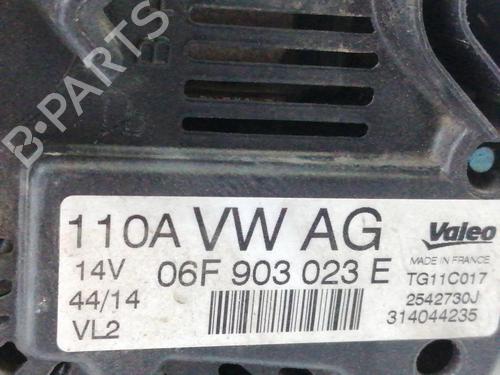 B-PARTS
110A VW AG
Valeo
MADE IN FRANCE
14V
06F 903 023 E
TG11C017
44/14
2542730J
VL2
314044235